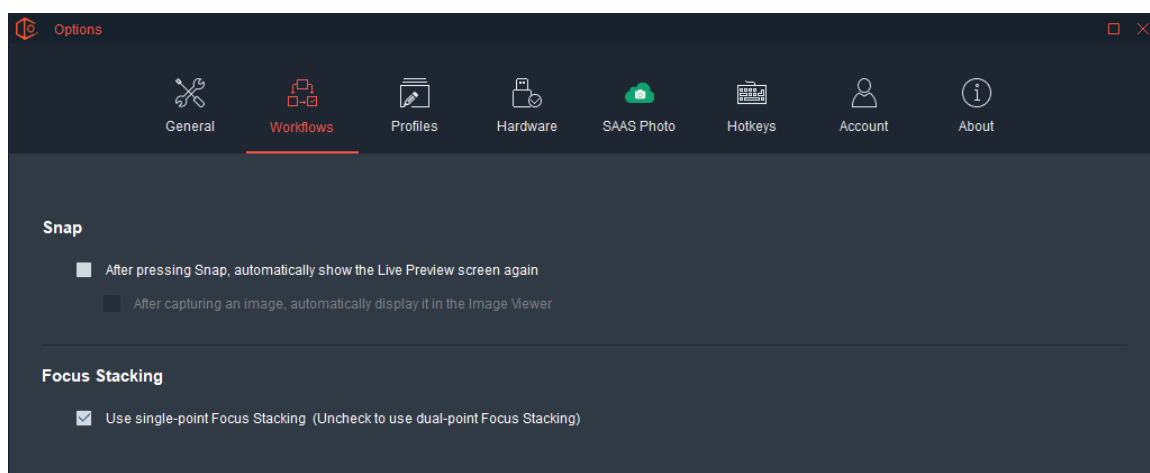 Options
General Workflows Profiles Hardware SAAS Photo Hotkeys Account About
Snap
After pressing Snap, automatically show the Live Preview screen again
After capturing an image, automatically display it in the Image Viewer
Focus Stacking
Use single-point Focus Stacking (Uncheck to use dual-point Focus Stacking)